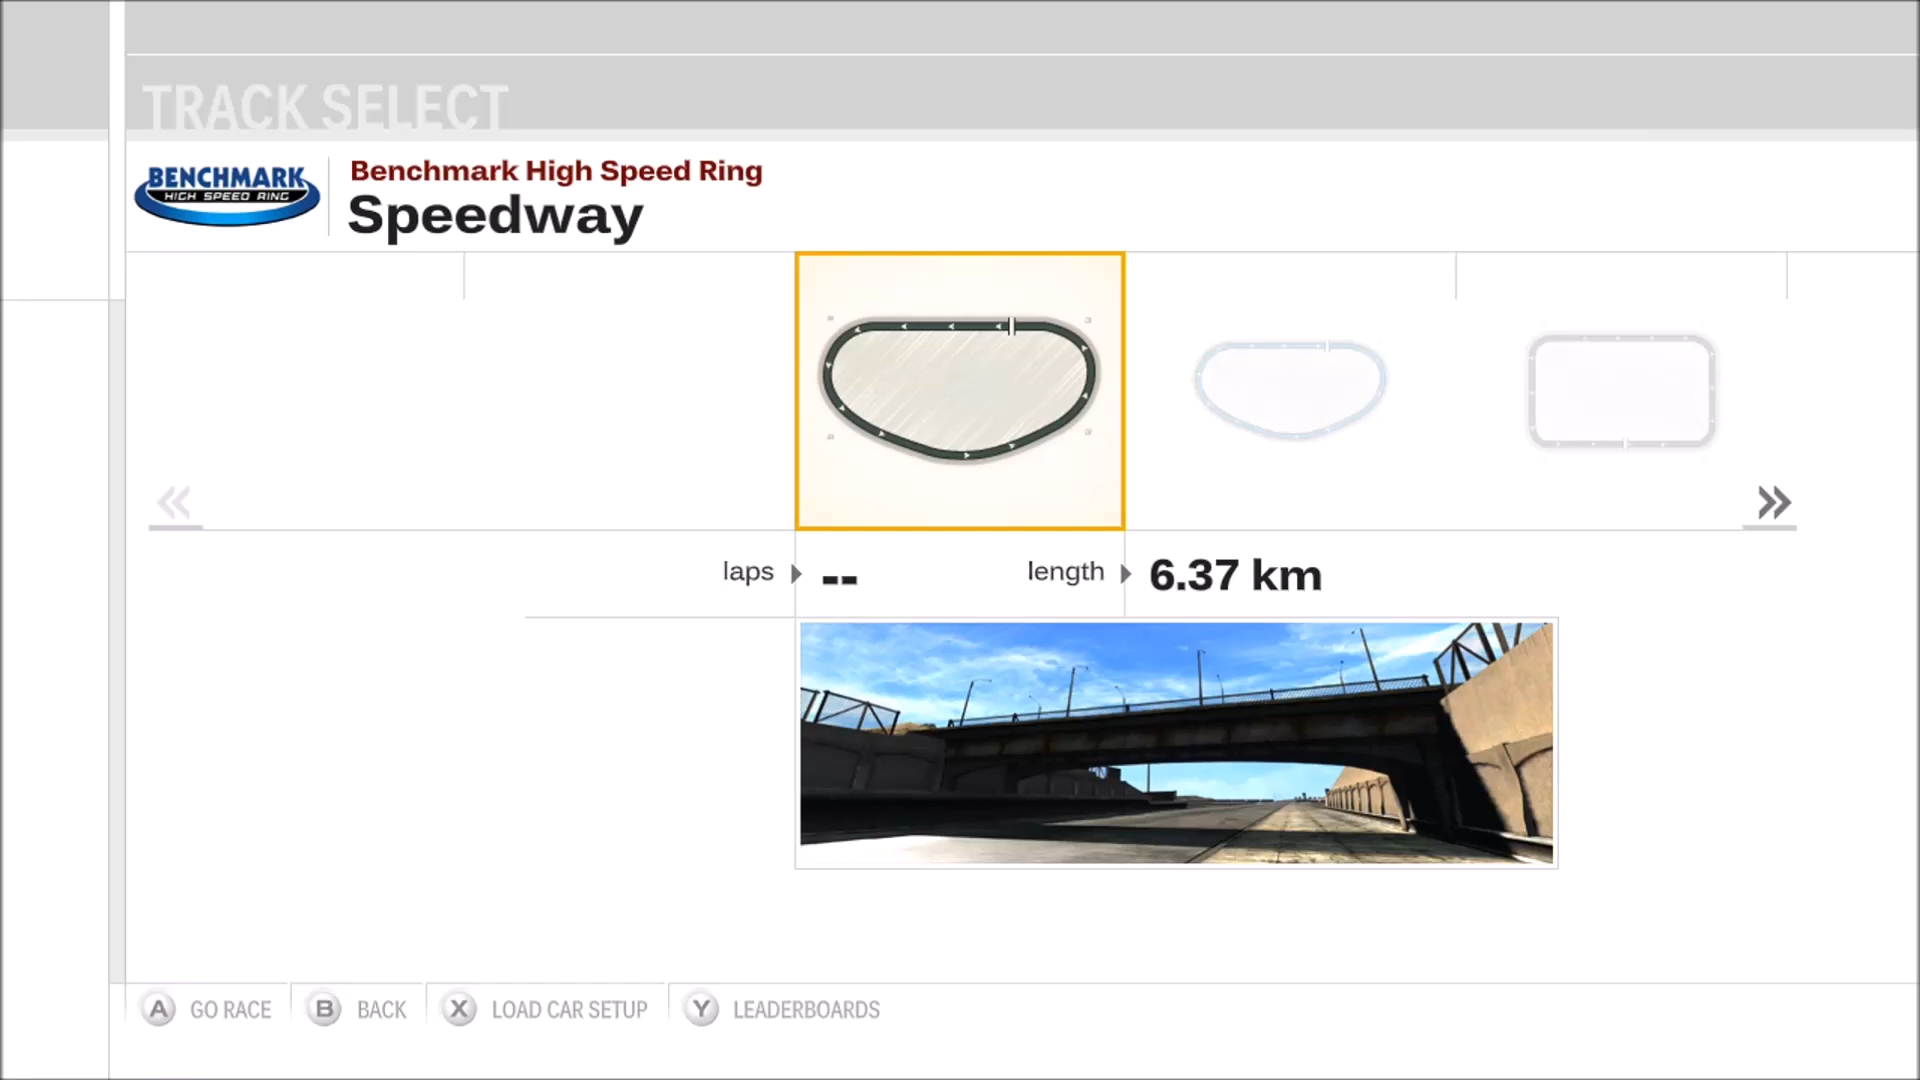 TRACK SELECT
BENCHMARK
HIGH SPEED RING
Benchmark High Speed Ring
Speedway
laps
--
length
6.37 km
A GO RACE
B BACK
X LOAD CAR SETUP
Y LEADERBOARDS